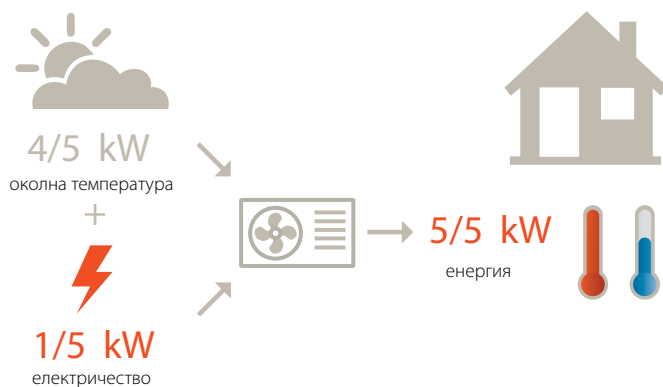 4/5 kW
околна температура
+
1/5 kW
електричество
5/5 kW
енергия